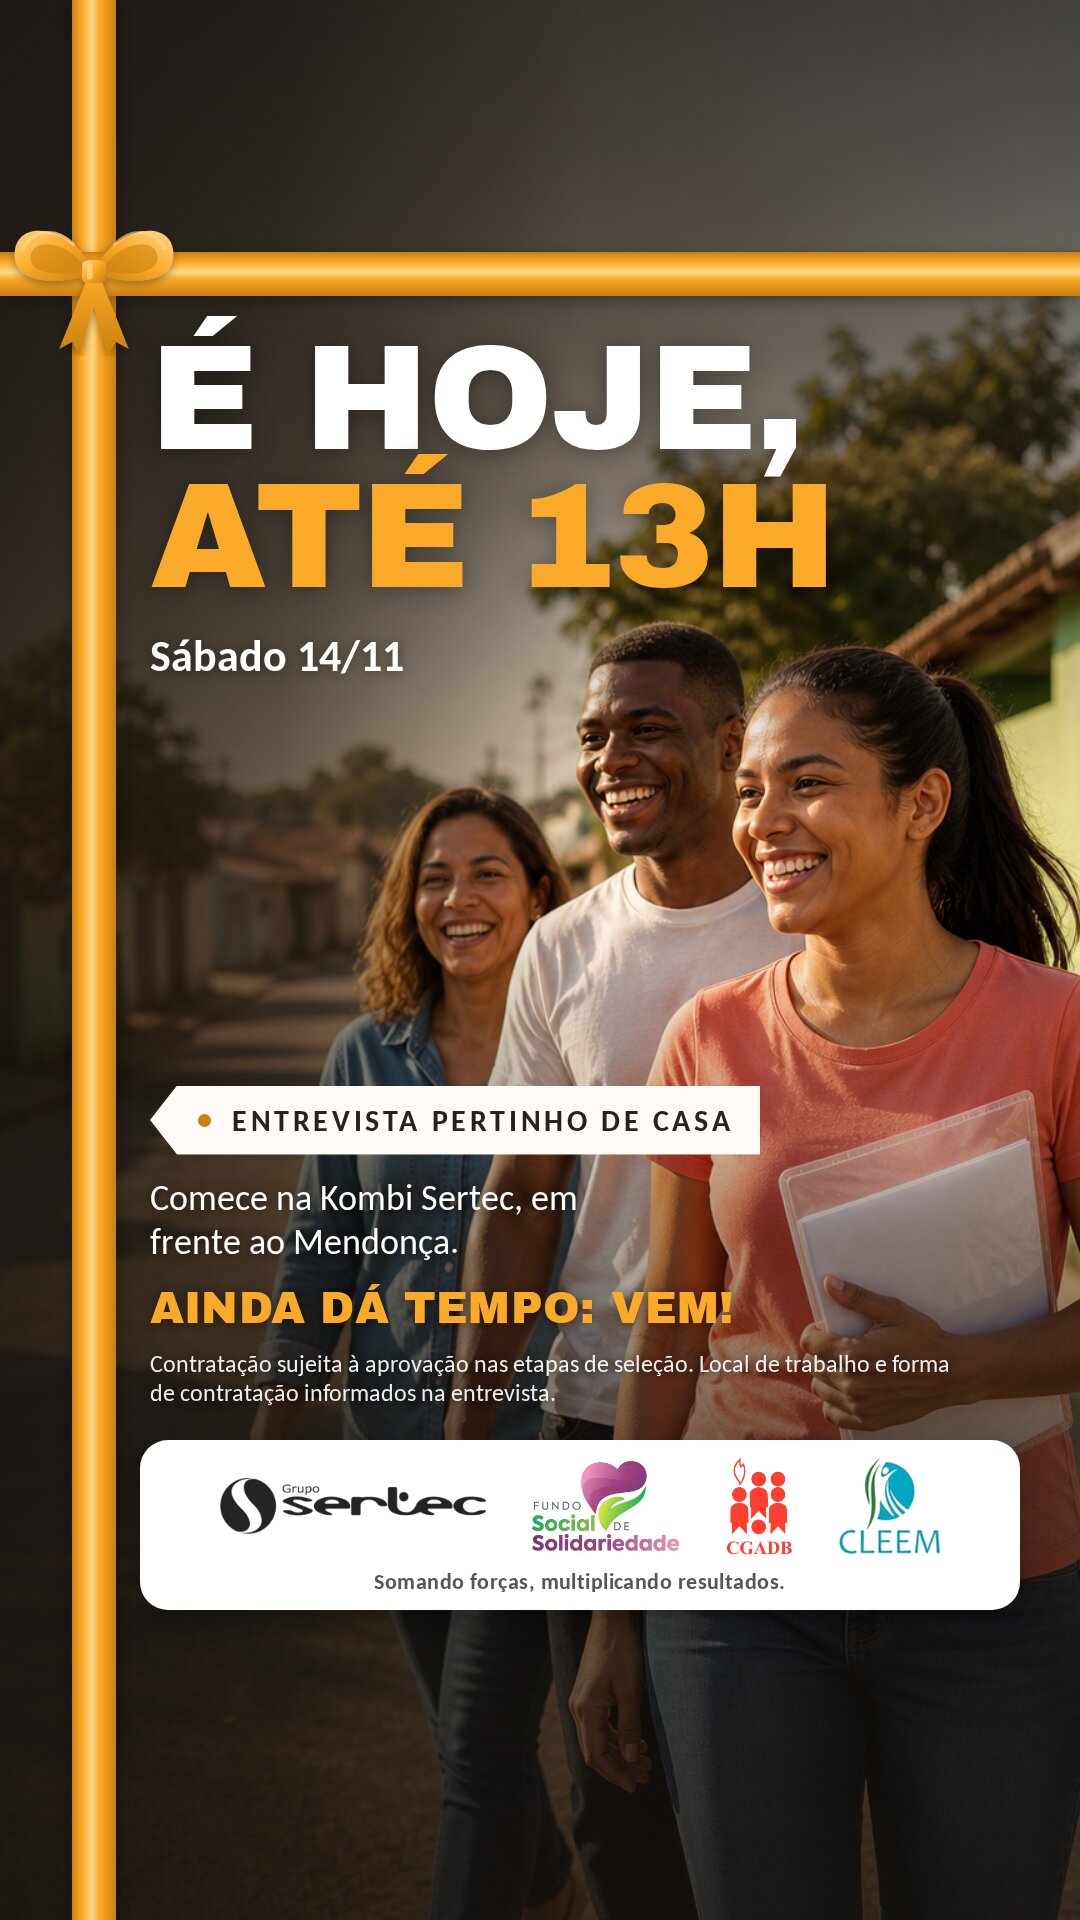 É HOJE,
ATÉ 13H
Sábado 14/11
ENTREVISTA PERTINHO DE CASA
Comece na Kombi Sertec, em
frente ao Mendonça.
AINDA DÁ TEMPO: VEM!
Contratação sujeita à aprovação nas etapas de seleção. Local de trabalho e forma
de contratação informados na entrevista.
Grupo
sertec
FUNDO
Social DE
Solidariedade
CGADB
CLEEM
Somando forças, multiplicando resultados.